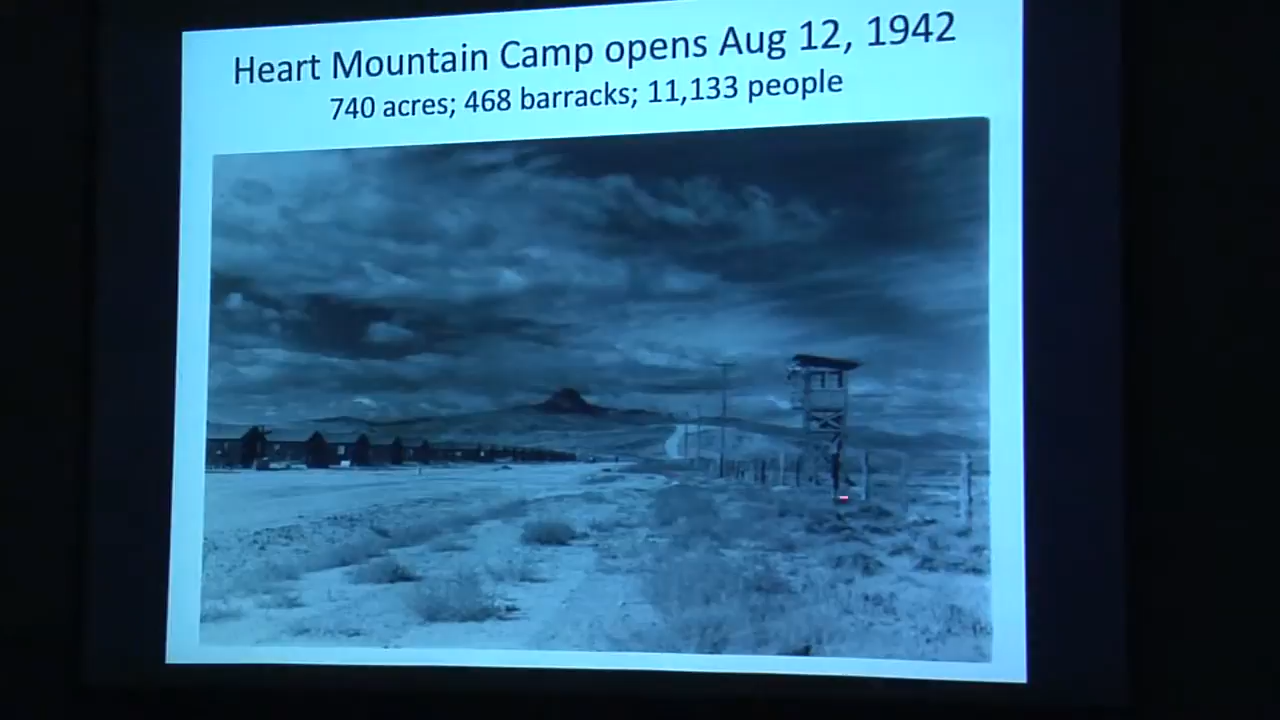 Heart Mountain Camp opens Aug 12, 1942
740 acres; 468 barracks; 11,133 people